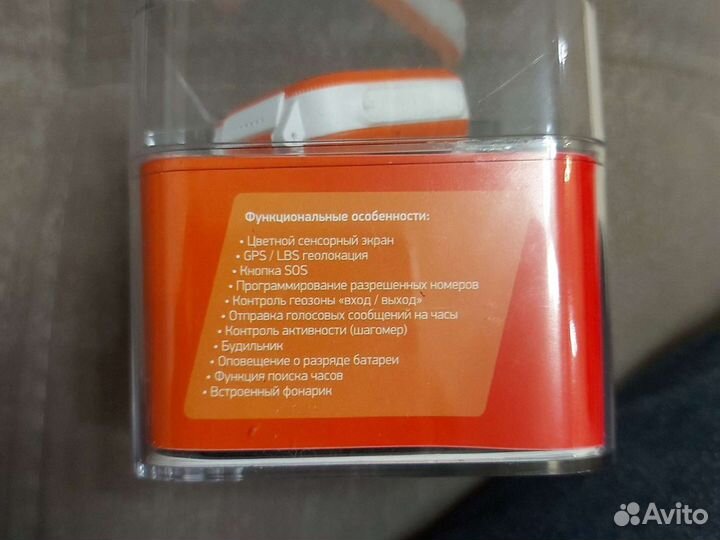 Функциональные особенности:
• Цветной сенсорный экран
• GPS / LBS геолокация
• Кнопка SOS
• Программирование разрешенных номеров
• Контроль геозоны «вход / выход»
• Отправка голосовых сообщений на часы
• Контроль активности (шагомер)
• Будильник
• Оповещение о разряде батареи
• Функция поиска часов
• Встроенный фонарик
Avito